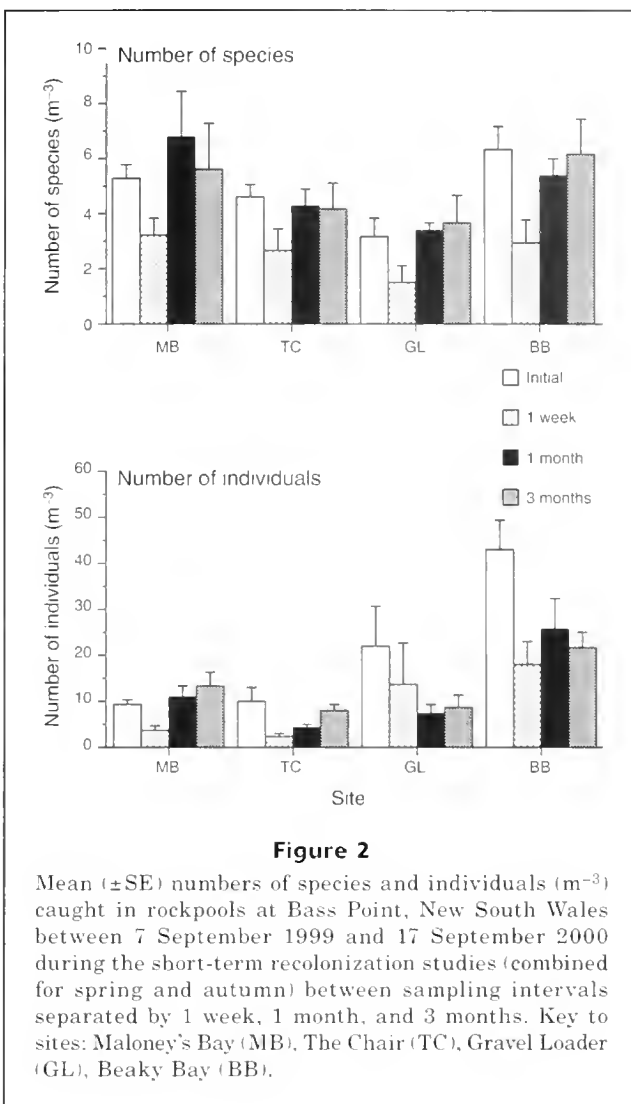 Number of species
10
8
6
4
2
0
Number of species (m⁻³)
MB TC GL BB
Initial
1 week
1 month
3 months
Number of individuals
60
50
40
30
20
10
0
Number of individuals (m⁻³)
MB TC GL BB
Site
Figure 2
Mean (±SE) numbers of species and individuals (m⁻³)
caught in rockpools at Bass Point, New South Wales
between 7 September 1999 and 17 September 2000
during the short-term recolonization studies (combined
for spring and autumn) between sampling intervals
separated by 1 week, 1 month, and 3 months. Key to
sites: Maloney's Bay (MB), The Chair (TC), Gravel Loader
(GL), Beaky Bay (BB).